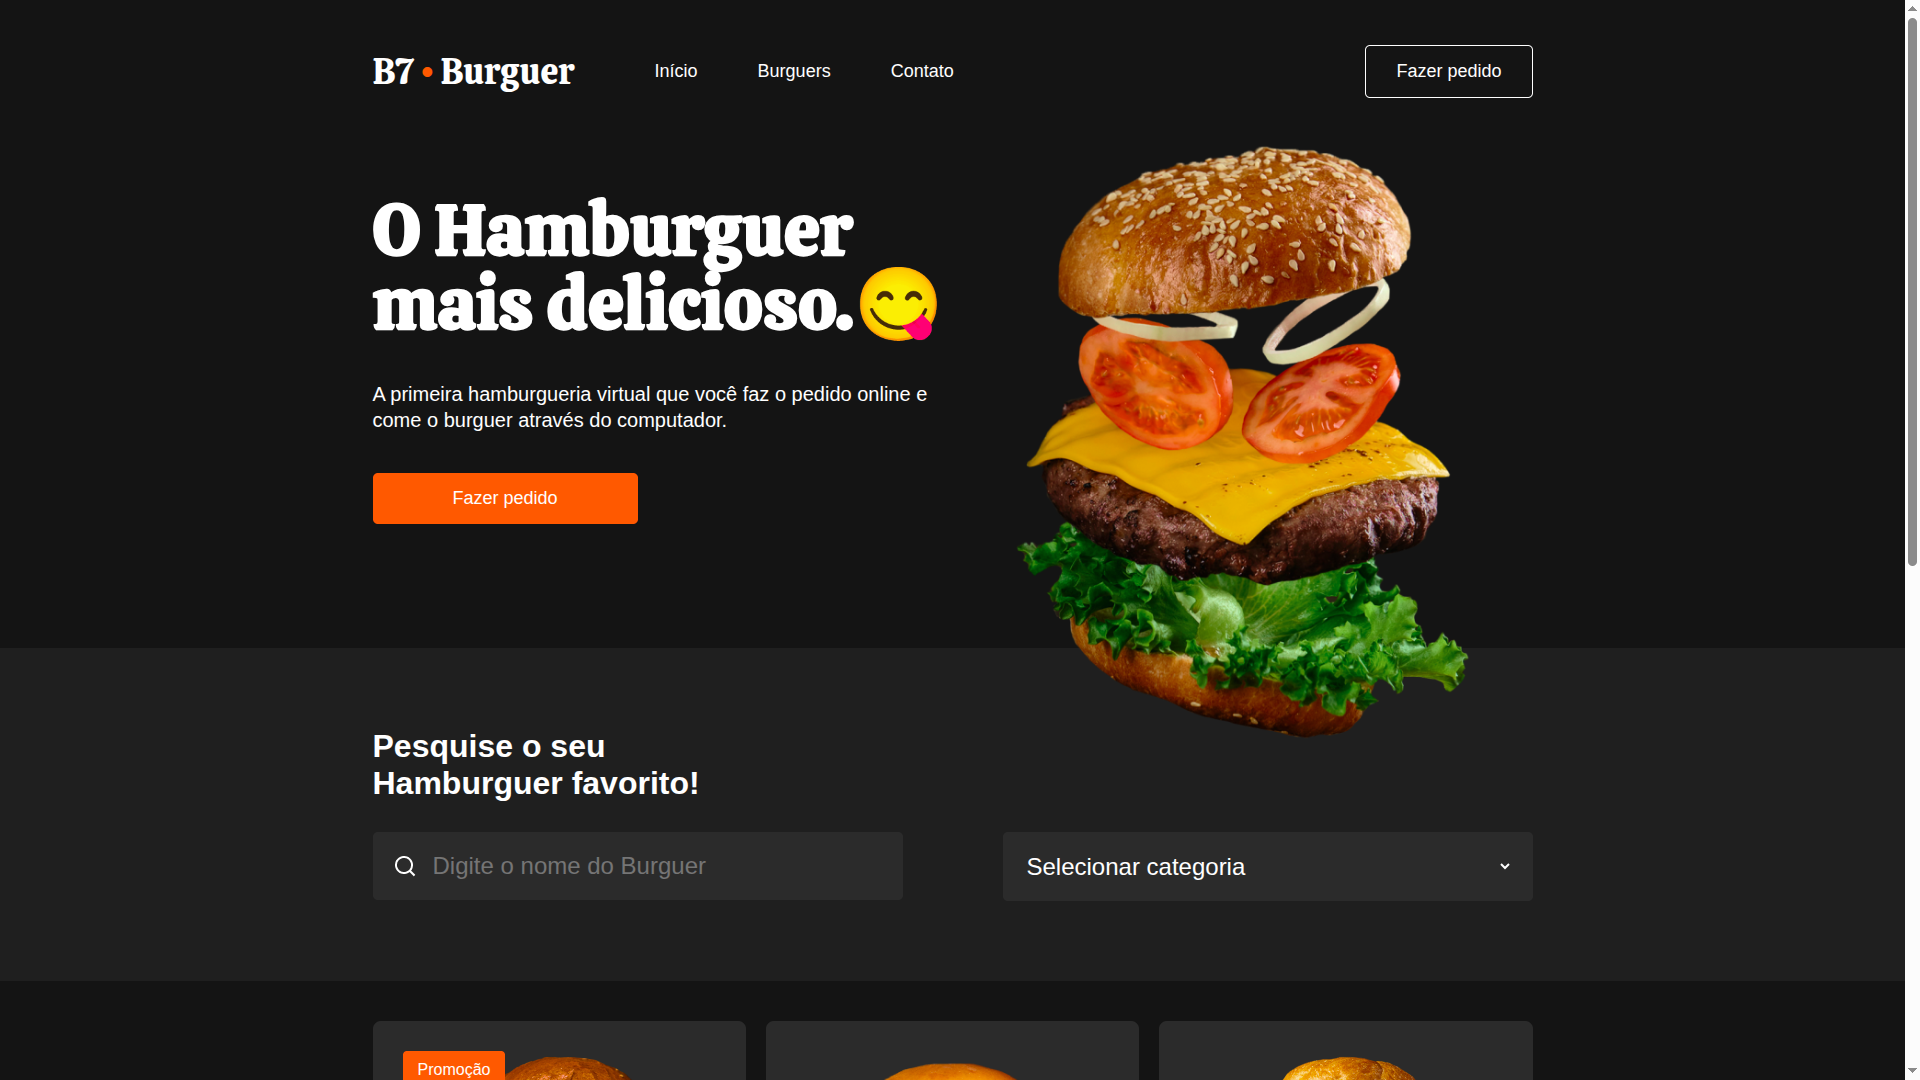 B7 • Burguer
Início
Burguers
Contato
Fazer pedido
O Hamburguer
mais delicioso.😋
A primeira hamburgueria virtual que você faz o pedido online e
come o burguer através do computador.
Fazer pedido
Pesquise o seu
Hamburguer favorito!
Digite o nome do Burguer
Selecionar categoria
Promoção